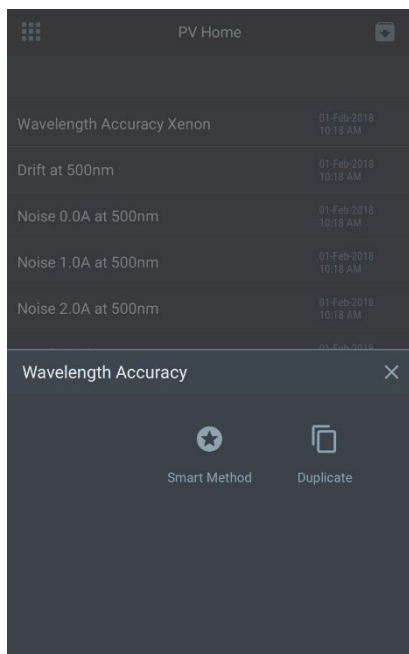 PV Home
Wavelength Accuracy Xenon
01-Feb-2018
10:18 AM
Drift at 500nm
01-Feb-2018
10:18 AM
Noise 0.0A at 500nm
01-Feb-2018
10:18 AM
Noise 1.0A at 500nm
01-Feb-2018
10:18 AM
Noise 2.0A at 500nm
01-Feb-2018
10:18 AM
01-Feb-2018
Wavelength Accuracy
Smart Method
Duplicate